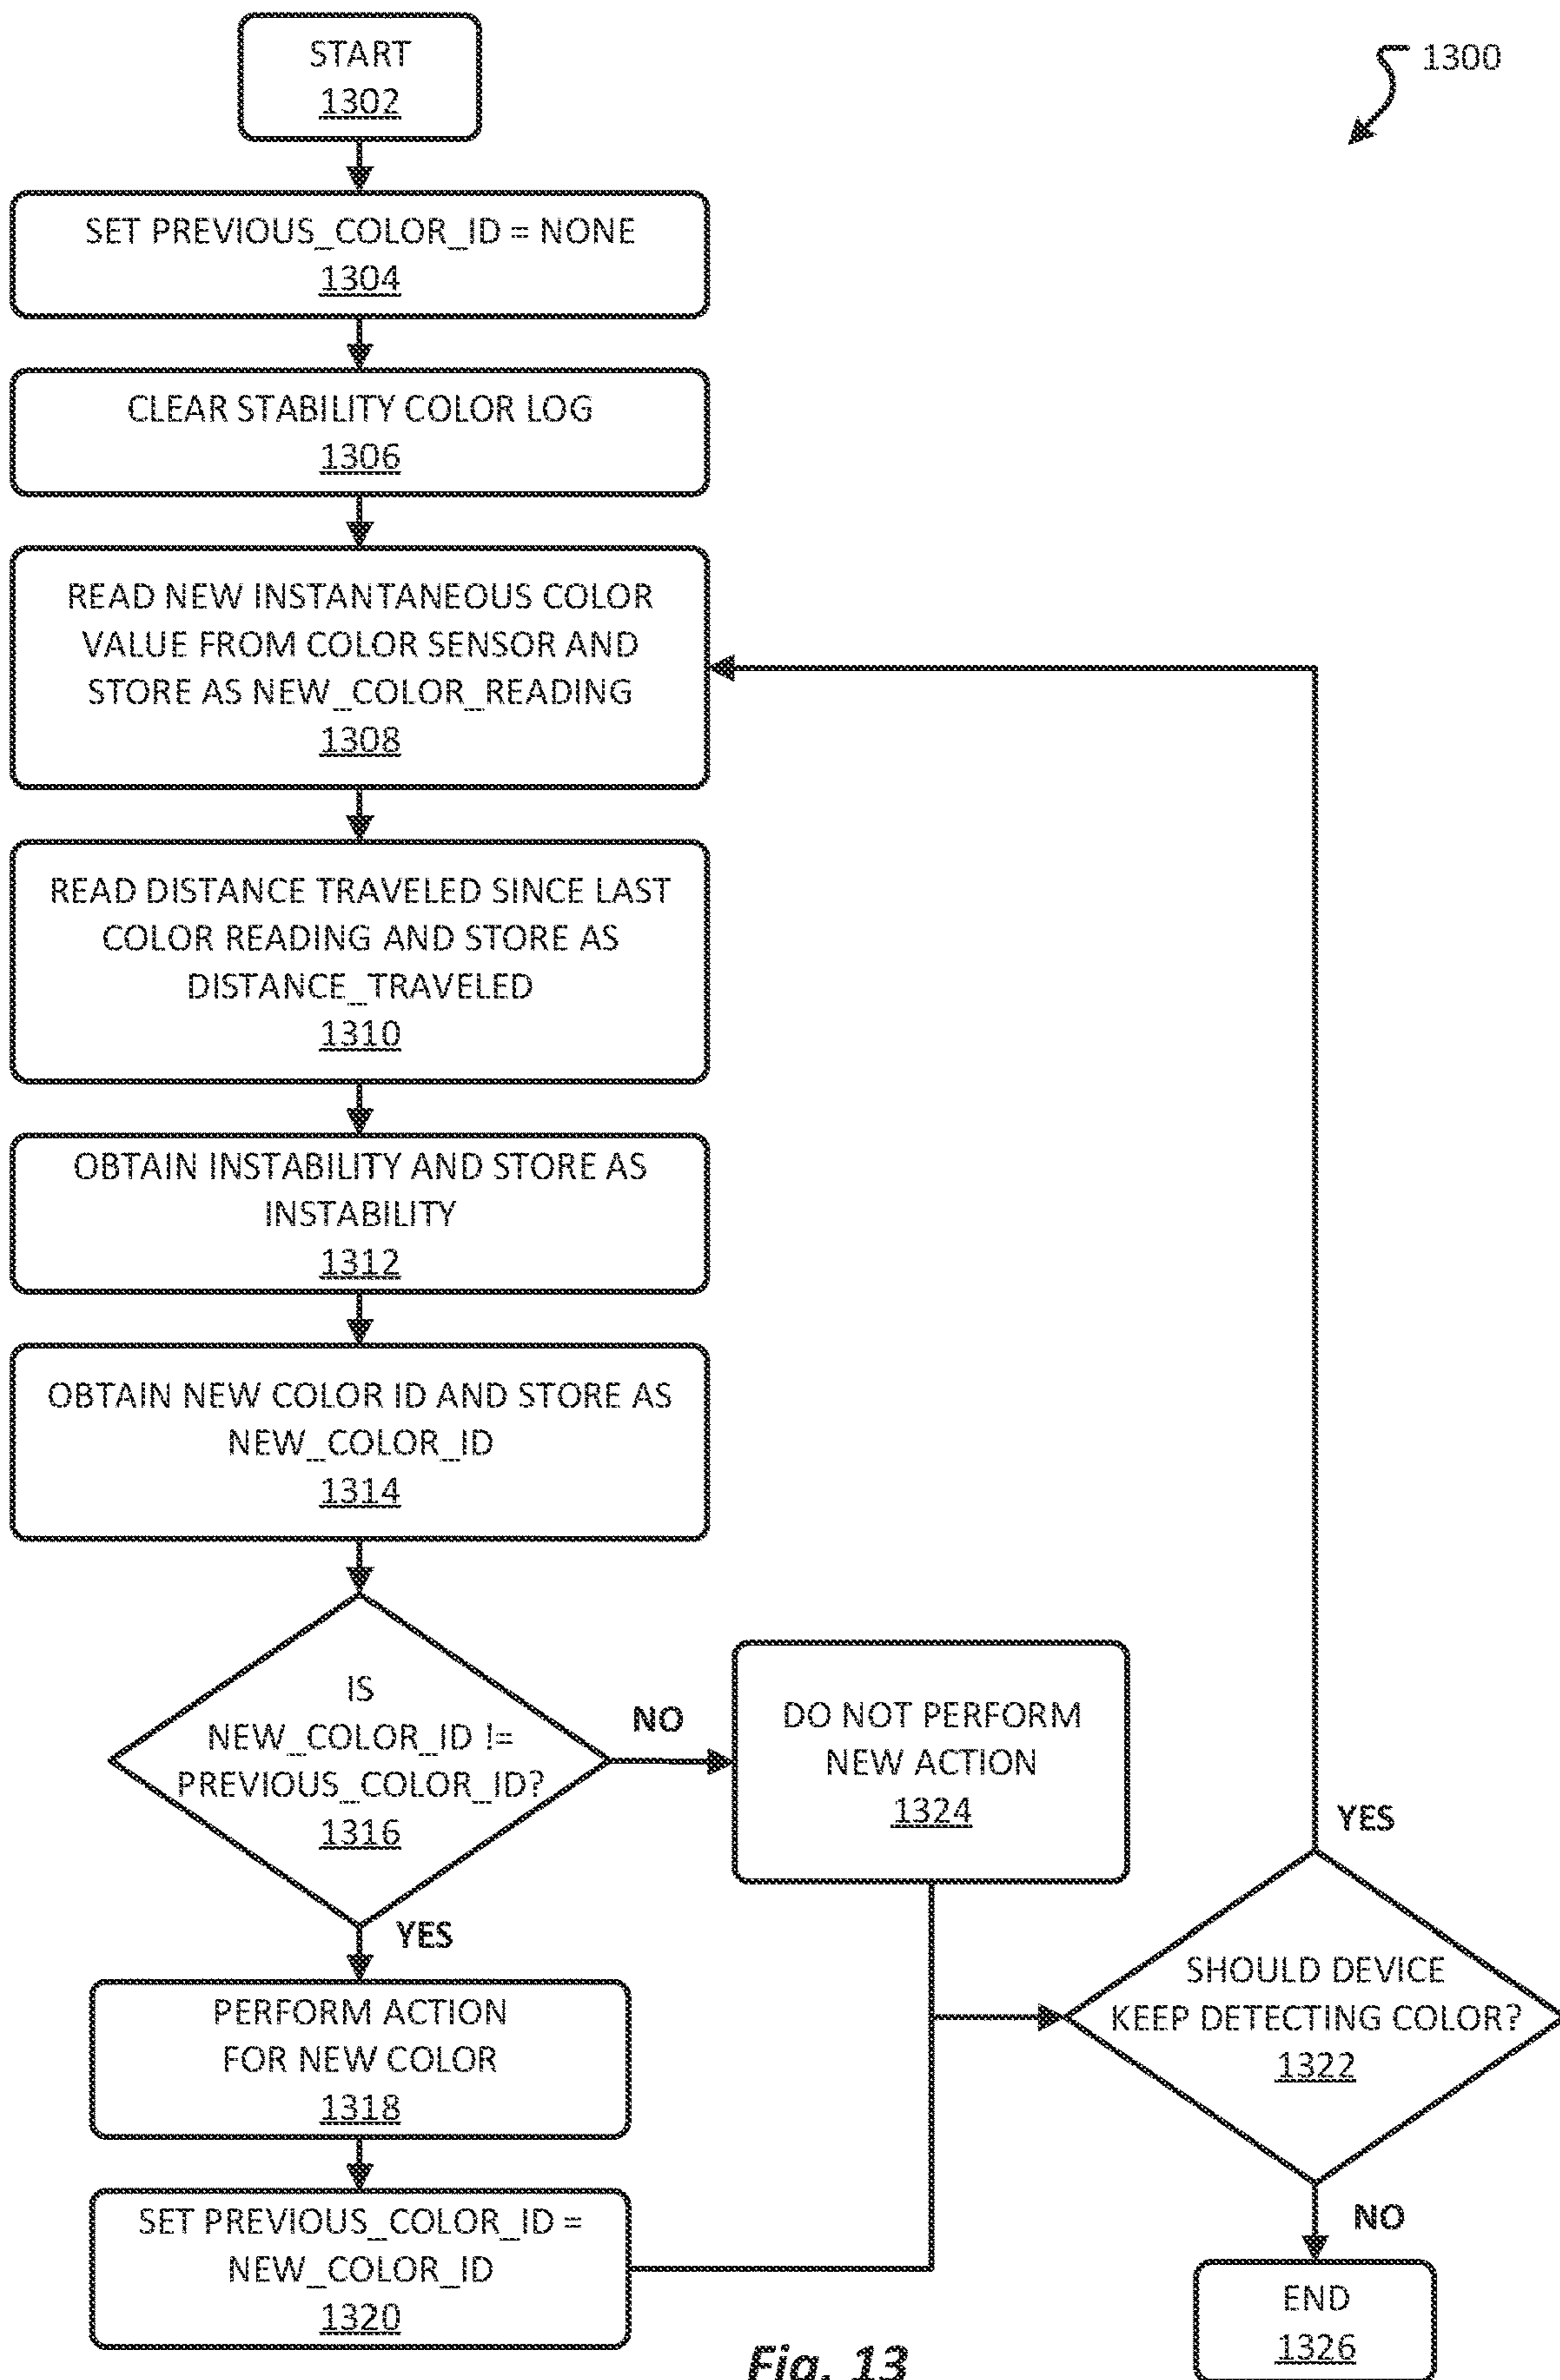 START
1302
1300
SET PREVIOUS_COLOR_ID = NONE
1304
CLEAR STABILITY COLOR LOG
1306
READ NEW INSTANTANEOUS COLOR
VALUE FROM COLOR SENSOR AND
STORE AS NEW_COLOR_READING
1308
READ DISTANCE TRAVELED SINCE LAST
COLOR READING AND STORE AS
DISTANCE_TRAVELED
1310
OBTAIN INSTABILITY AND STORE AS
INSTABILITY
1312
OBTAIN NEW COLOR ID AND STORE AS
NEW_COLOR_ID
1314
IS
NEW_COLOR_ID !=
PREVIOUS_COLOR_ID?
1316
NO
DO NOT PERFORM
NEW ACTION
1324
YES
PERFORM ACTION
FOR NEW COLOR
1318
SET PREVIOUS_COLOR_ID =
NEW_COLOR_ID
1320
YES
SHOULD DEVICE
KEEP DETECTING COLOR?
1322
NO
END
1326
Fig. 13